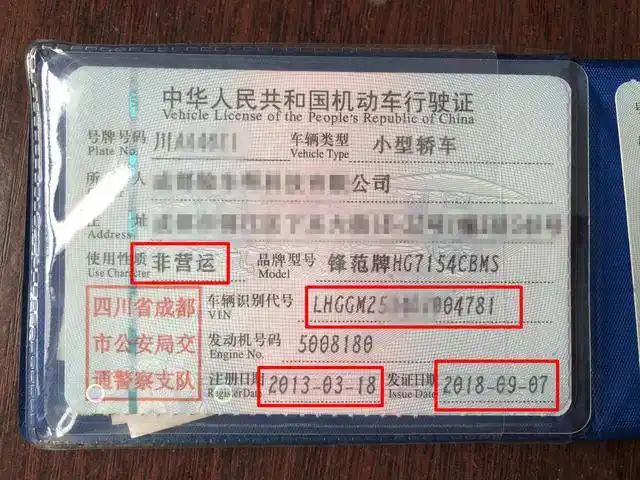 中华人民共和国机动车行驶证
Vehicle License of the People's Republic of China
号牌号码 川A 车辆类型 小型轿车
Plate No. Vehicle Type
所 人 公司
住 址
Address
使用性质 非营运 品牌型号 锋范牌HG7154CBMS
Use Character Model
四川省成都 车辆识别代号 LHGGM25 004781
VIN
市公安局交 发动机号码 5008180
Engine No.
通警察支队 注册日期 2013-03-18 发证日期 2018-09-07
Register Date Issue Date